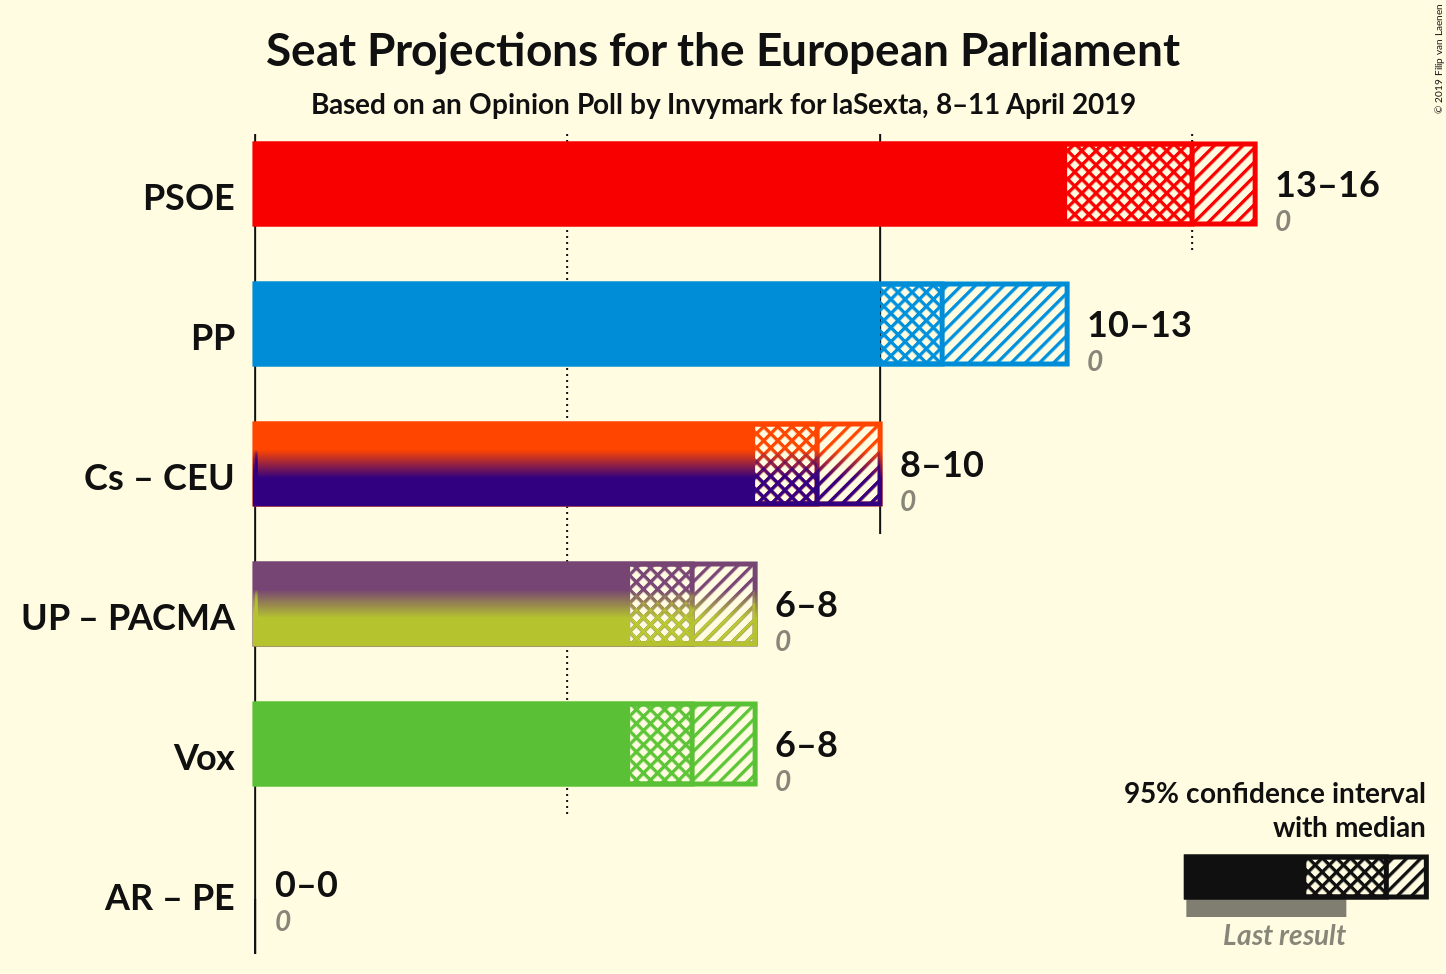 Seat Projections for the European Parliament
Based on an Opinion Poll by Invymark for laSexta, 8–11 April 2019
© 2019 Filip van Laenen
PSOE
13–16
0
PP
10–13
0
Cs – CEU
8–10
0
UP – PACMA
6–8
0
Vox
6–8
0
AR – PE
0–0
0
95% confidence interval
with median
Last result